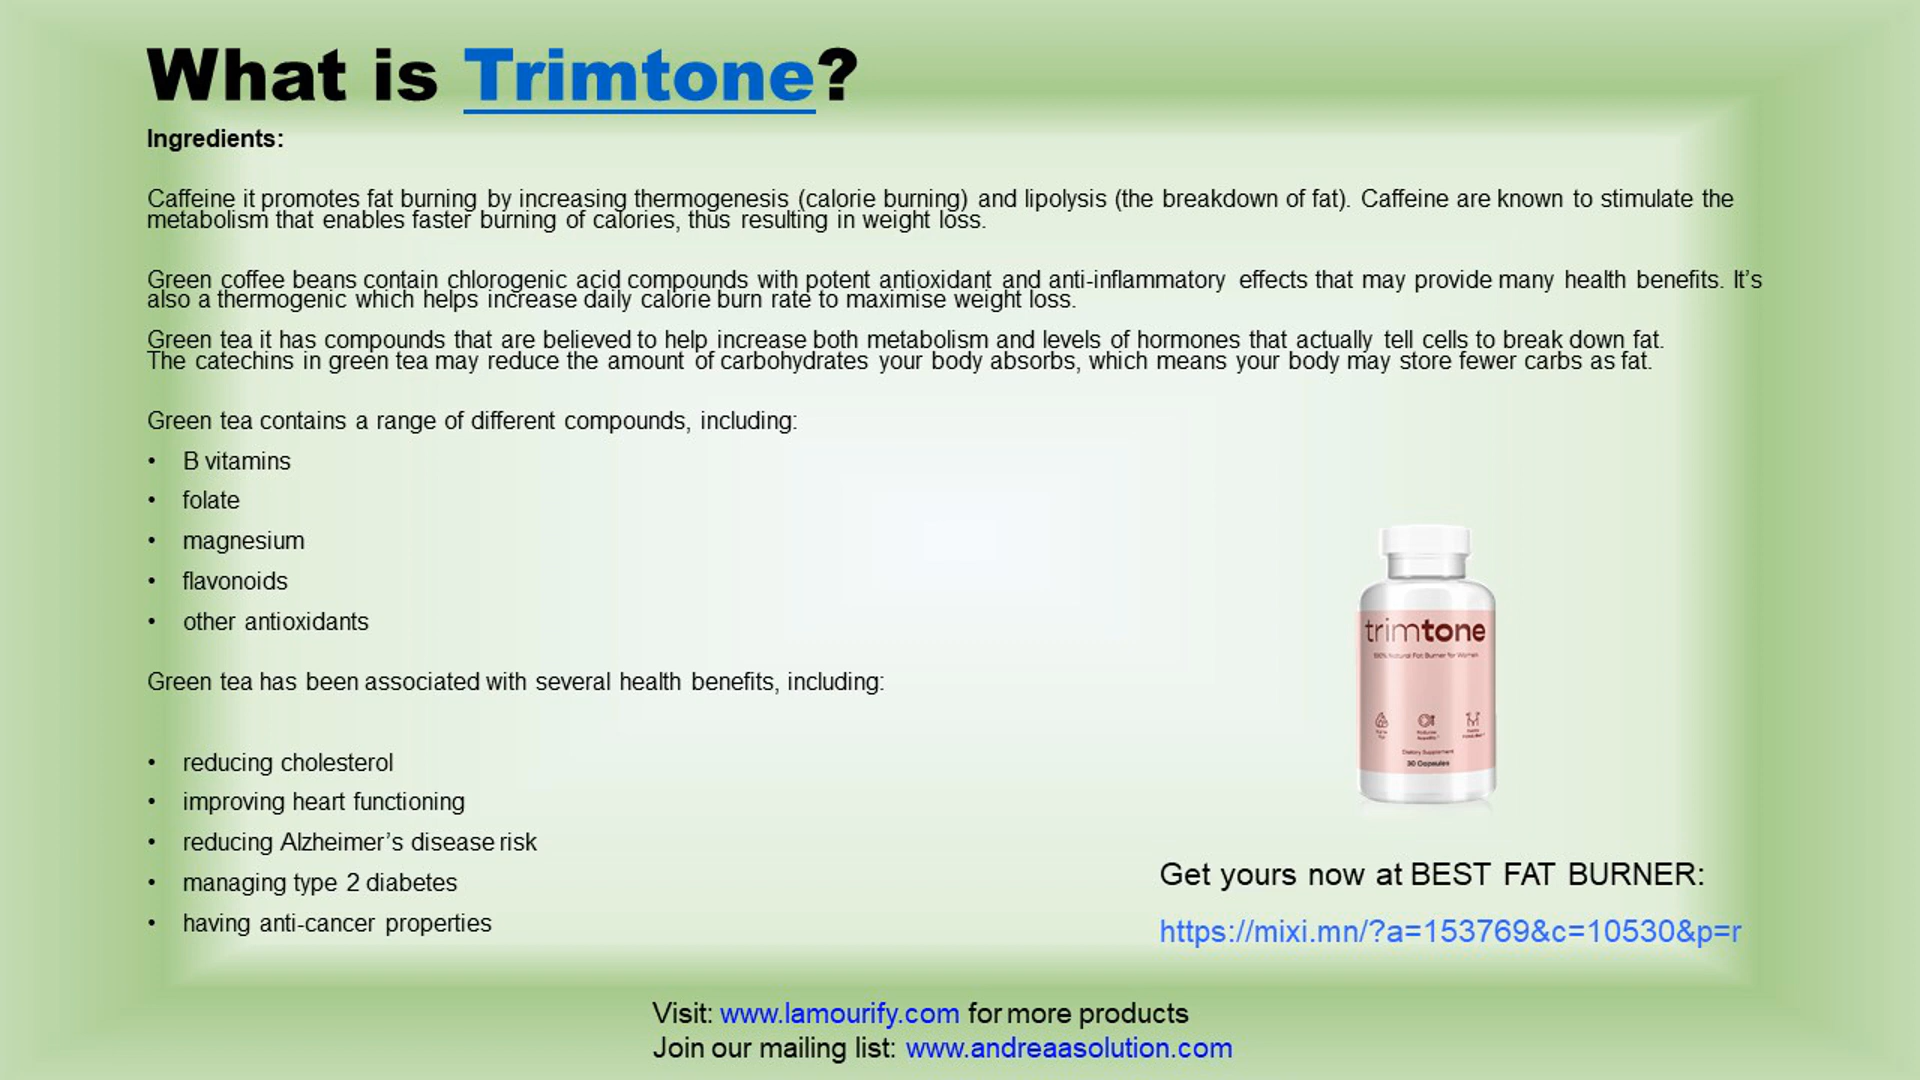 What is Trimtone?
Ingredients:
Caffeine it promotes fat burning by increasing thermogenesis (calorie burning) and lipolysis (the breakdown of fat). Caffeine are known to stimulate the
metabolism that enables faster burning of calories, thus resulting in weight loss.
Green coffee beans contain chlorogenic acid compounds with potent antioxidant and anti-inflammatory effects that may provide many health benefits. It’s
also a thermogenic which helps increase daily calorie burn rate to maximise weight loss.
Green tea it has compounds that are believed to help increase both metabolism and levels of hormones that actually tell cells to break down fat.
The catechins in green tea may reduce the amount of carbohydrates your body absorbs, which means your body may store fewer carbs as fat.
Green tea contains a range of different compounds, including:
• B vitamins
• folate
• magnesium
• flavonoids
• other antioxidants
Green tea has been associated with several health benefits, including:
• reducing cholesterol
• improving heart functioning
• reducing Alzheimer’s disease risk
• managing type 2 diabetes
• having anti-cancer properties
trimtone
100% Natural Fat Burner for Women
Dietary Supplement
30 Capsules
Get yours now at BEST FAT BURNER:
https://mixi.mn/?a=153769&c=10530&p=r
Visit: www.lamourify.com for more products
Join our mailing list: www.andreaasolution.com